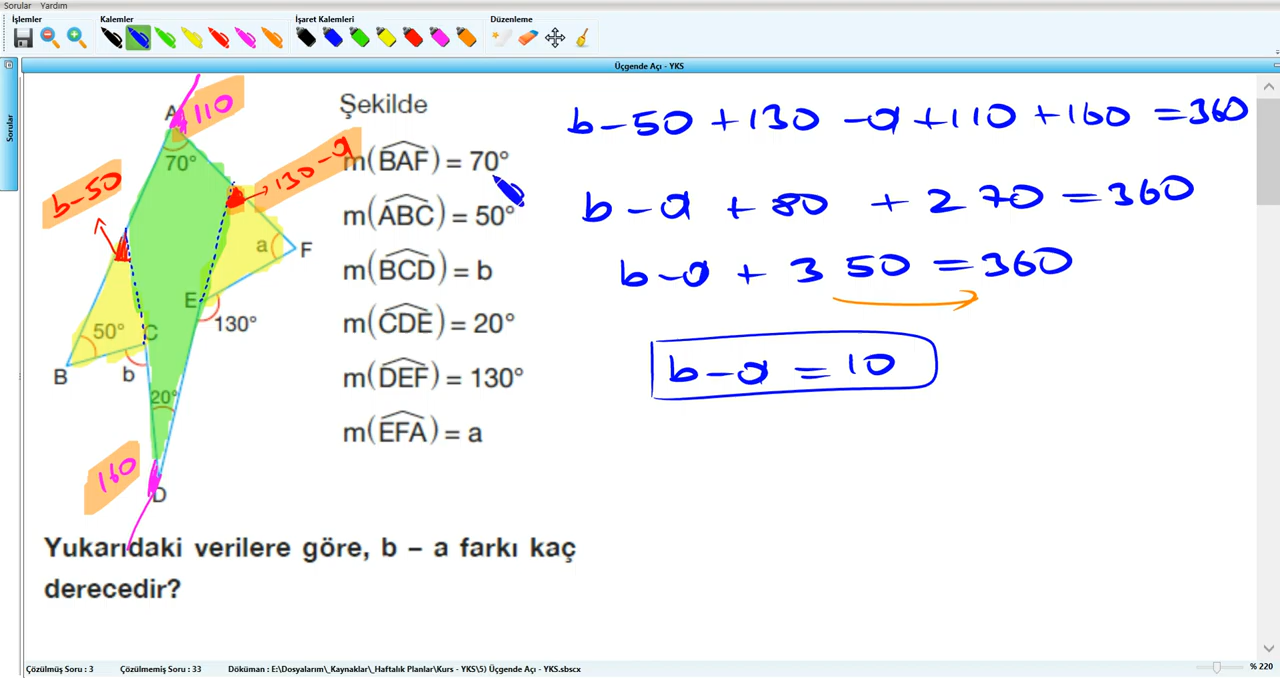 Sorular Yardım
İşlemler Kalemler İşaret Kalemleri Düzenleme
Üçgende Açı - YKS
Sorular
A 110
70°
b-50
130-a
a F
E
130°
50° C
B b
20°
160
D
Şekilde
m(BAF) = 70°
m(ABC) = 50°
m(BCD) = b
m(CDE) = 20°
m(DEF) = 130°
m(EFA) = a
b-50+130-a+110+160=360
b-a+80+270=360
b-a+350=360
b-a=10
Yukarıdaki verilere göre, b – a farkı kaç
derecedir?
Çözülmüş Soru : 3 Çözülmemiş Soru : 33 Döküman : E:\Dosyalarım\_Kaynaklar\_Haftalık Planlar\Kurs - YKS\5) Üçgende Açı - YKS.sbscx % 220